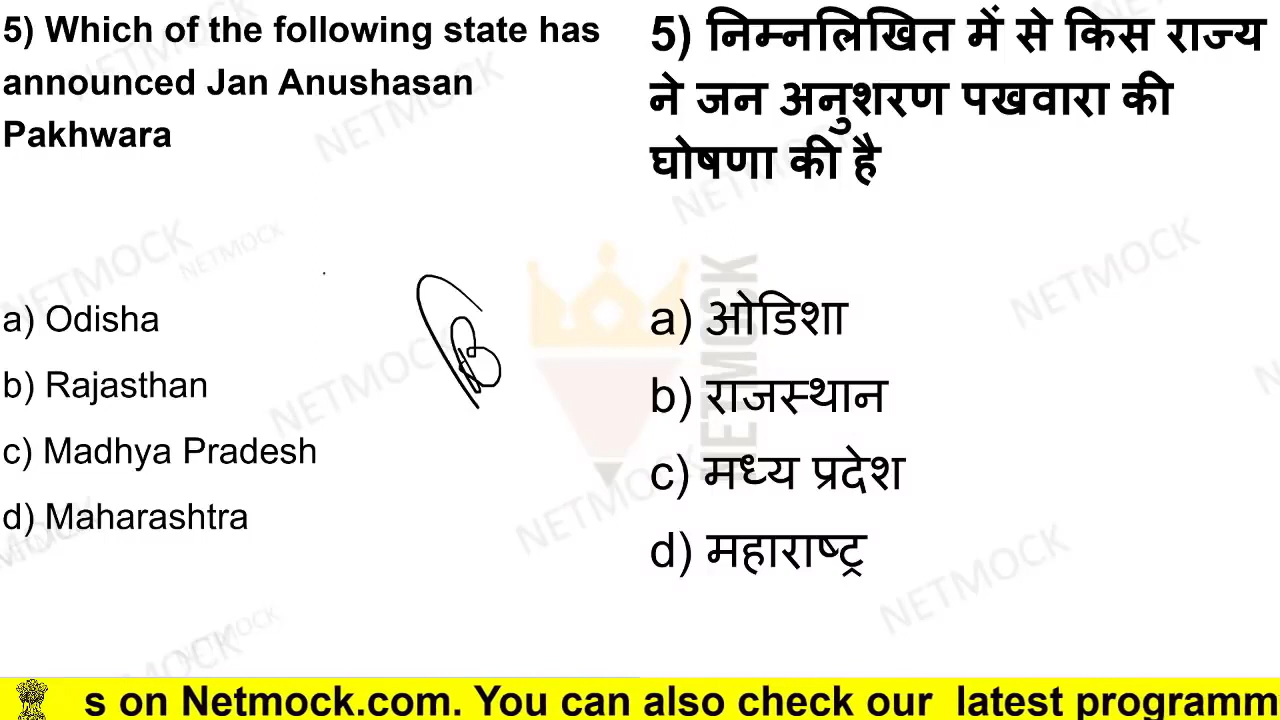 5) Which of the following state has
announced Jan Anushasan
Pakhwara
a) Odisha
b) Rajasthan
c) Madhya Pradesh
d) Maharashtra
5) निम्नलिखित में से किस राज्य
ने जन अनुशरण पखवारा की
घोषणा की है
a) ओडिशा
b) राजस्थान
c) मध्य प्रदेश
d) महाराष्ट्र
NETMOCK
s on Netmock.com. You can also check our latest programm